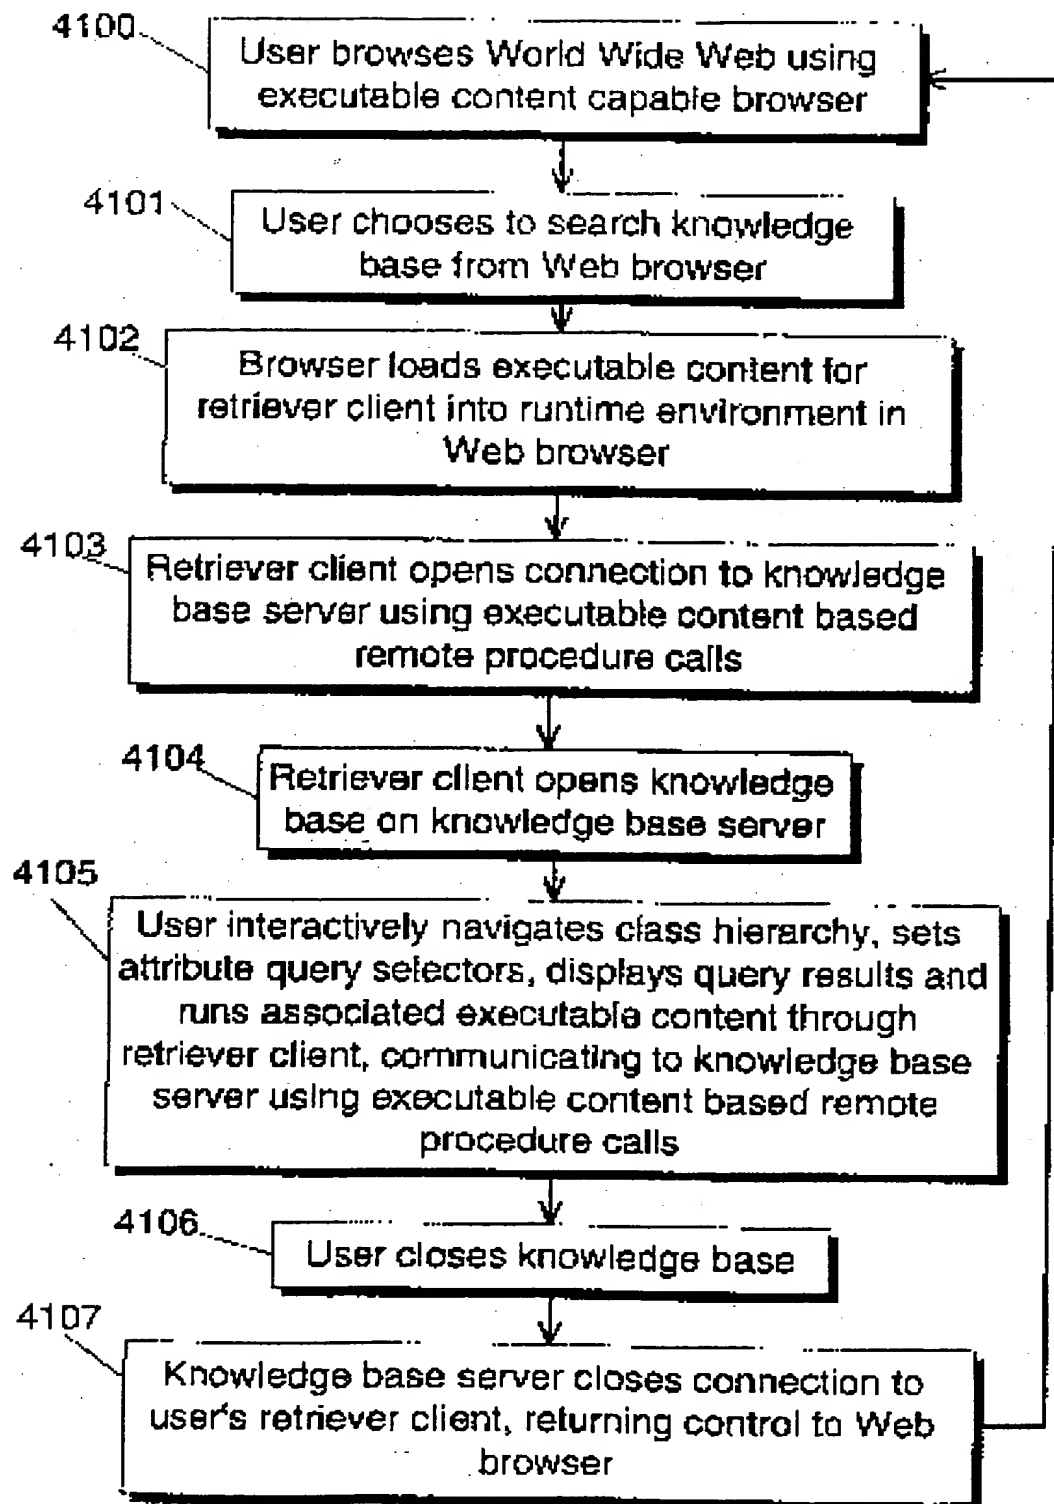 4100
User browses World Wide Web using
executable content capable browser
4101
User chooses to search knowledge
base from Web browser
4102
Browser loads executable content for
retriever client into runtime environment in
Web browser
4103
Retriever client opens connection to knowledge
base server using executable content based
remote procedure calls
4104
Retriever client opens knowledge
base on knowledge base server
4105
User interactively navigates class hierarchy, sets
attribute query selectors, displays query results and
runs associated executable content through
retriever client, communicating to knowledge base
server using executable content based remote
procedure calls
4106
User closes knowledge base
4107
Knowledge base server closes connection to
user's retriever client, returning control to Web
browser